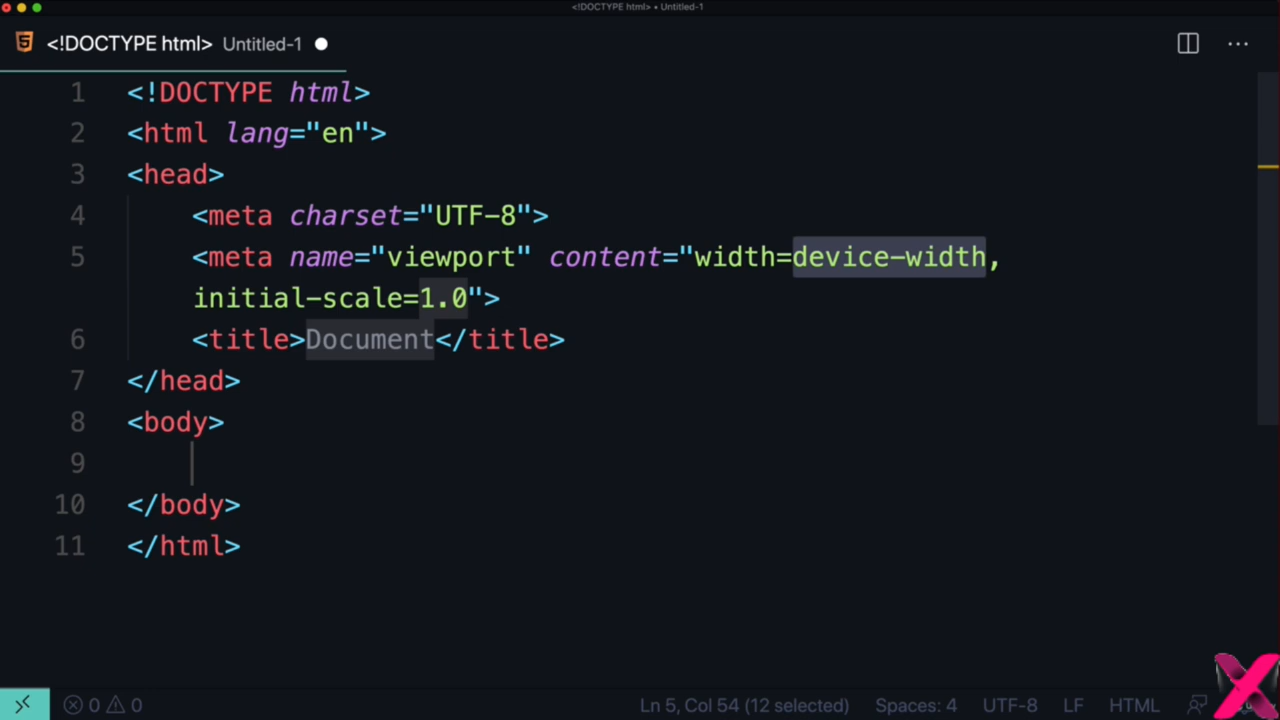 <!DOCTYPE html> • Untitled-1
<!DOCTYPE html> Untitled-1
1 <!DOCTYPE html>
2 <html lang="en">
3 <head>
4 <meta charset="UTF-8">
5 <meta name="viewport" content="width=device-width,
initial-scale=1.0">
6 <title>Document</title>
7 </head>
8 <body>
9
10 </body>
11 </html>
0 0 Ln 5, Col 54 (12 selected) Spaces: 4 UTF-8 LF HTML